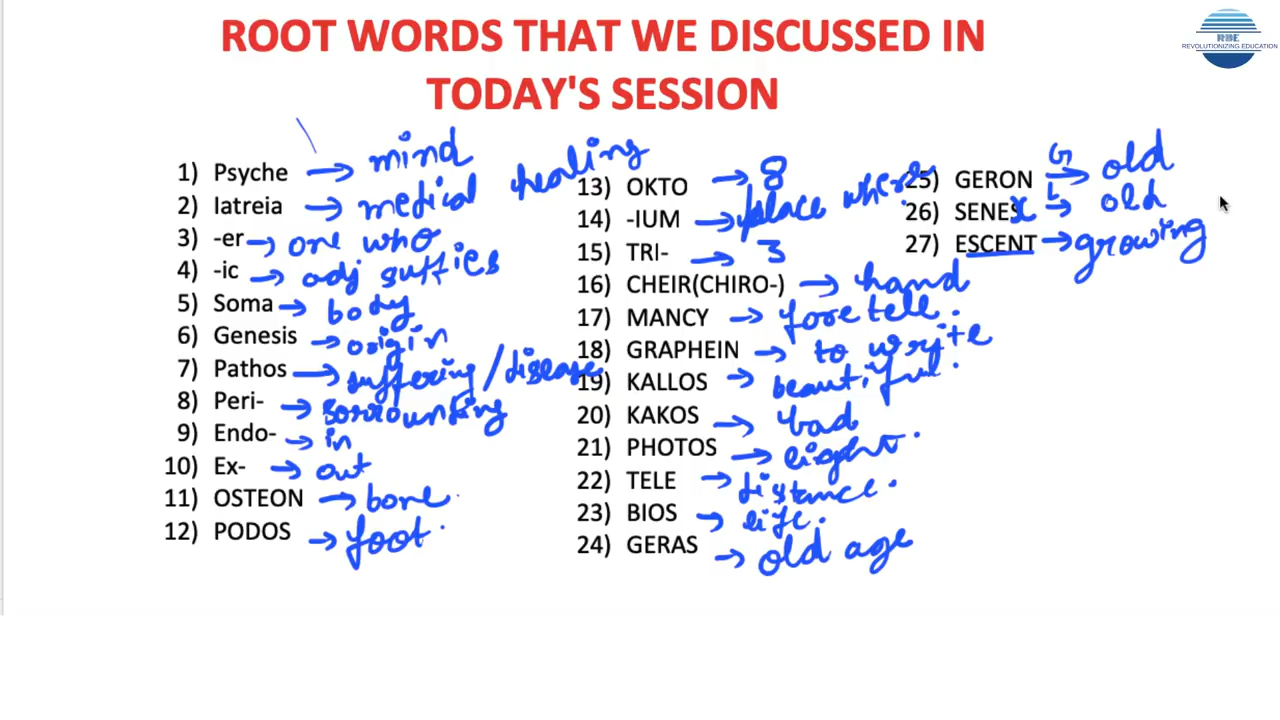 ROOT WORDS THAT WE DISCUSSED IN
TODAY'S SESSION
RBE
REVOLUTIONIZING EDUCATION
1) Psyche → mind
2) Iatreia → medical healing
3) -er → one who
4) -ic → adj suffics
5) Soma → body
6) Genesis → origin
7) Pathos → suffering/disease
8) Peri- → sorrounking
9) Endo- → in
10) Ex- → out
11) OSTEON → bone.
12) PODOS → foot.
13) OKTO → 8
14) -IUM → place where
15) TRI- → 3
16) CHEIR(CHIRO-) → hand
17) MANCY → foretell.
18) GRAPHEIN → to write
19) KALLOS → beautiful.
20) KAKOS → bad
21) PHOTOS → light.
22) TELE → distance.
23) BIOS → life.
24) GERAS → old age
25) GERON G → old
26) SENEX L → old
27) ESCENT → growing